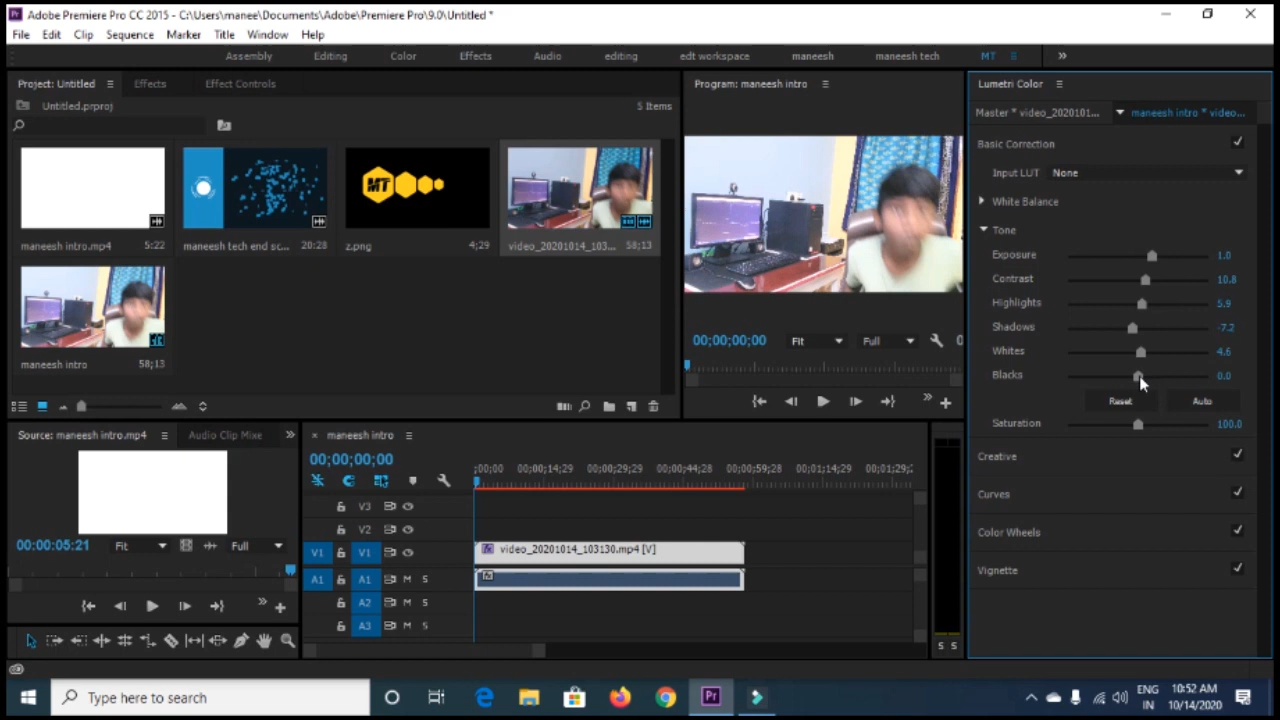 Adobe Premiere Pro CC 2015 - C:\Users\manee\Documents\Adobe\Premiere Pro\9.0\Untitled *
File Edit Clip Sequence Marker Title Window Help
Assembly Editing Color Effects Audio editing edt workspace maneesh maneesh tech MT
Project: Untitled Effects Effect Controls
Untitled.prproj 5 Items
MT
maneesh intro.mp4 5:22
maneesh tech end sc... 20:28
z.png 4;29
video_20201014_103... 58;13
maneesh intro 58;13
Program: maneesh intro
00;00;00;00 Fit Full
Lumetri Color
Master * video_2020101... maneesh intro * video...
Basic Correction
Input LUT None
White Balance
Tone
Exposure 1.0
Contrast 10.8
Highlights 5.9
Shadows -7.2
Whites 4.6
Blacks 0.0
Reset Auto
Saturation 100.0
Creative
Curves
Color Wheels
Vignette
Source: maneesh intro.mp4 Audio Clip Mixe
00:00:05:21 Fit Full
maneesh intro
00;00;00;00
;00;00 00;00;14;29 00;00;29;29 00;00;44;28 00;00;59;28 00;01;14;29 00;01;29;2
V3
V2
V1 V1 video_20201014_103130.mp4 [V]
A1 A1 M S
A2 M S
A3 M S
S S
Type here to search
Pr
ENG
IN
10:52 AM
10/14/2020